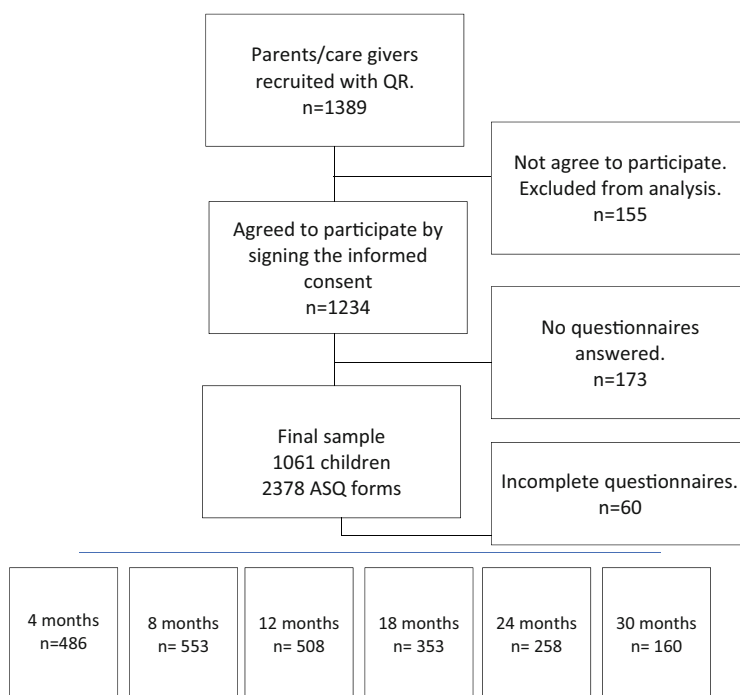 Parents/care givers
recruited with QR.
n=1389
Not agree to participate.
Excluded from analysis.
n=155
Agreed to participate by
signing the informed
consent
n=1234
No questionnaires
answered.
n=173
Final sample
1061 children
2378 ASQ forms
Incomplete questionnaires.
n=60
4 months
n=486
8 months
n= 553
12 months
n= 508
18 months
n= 353
24 months
n= 258
30 months
n= 160